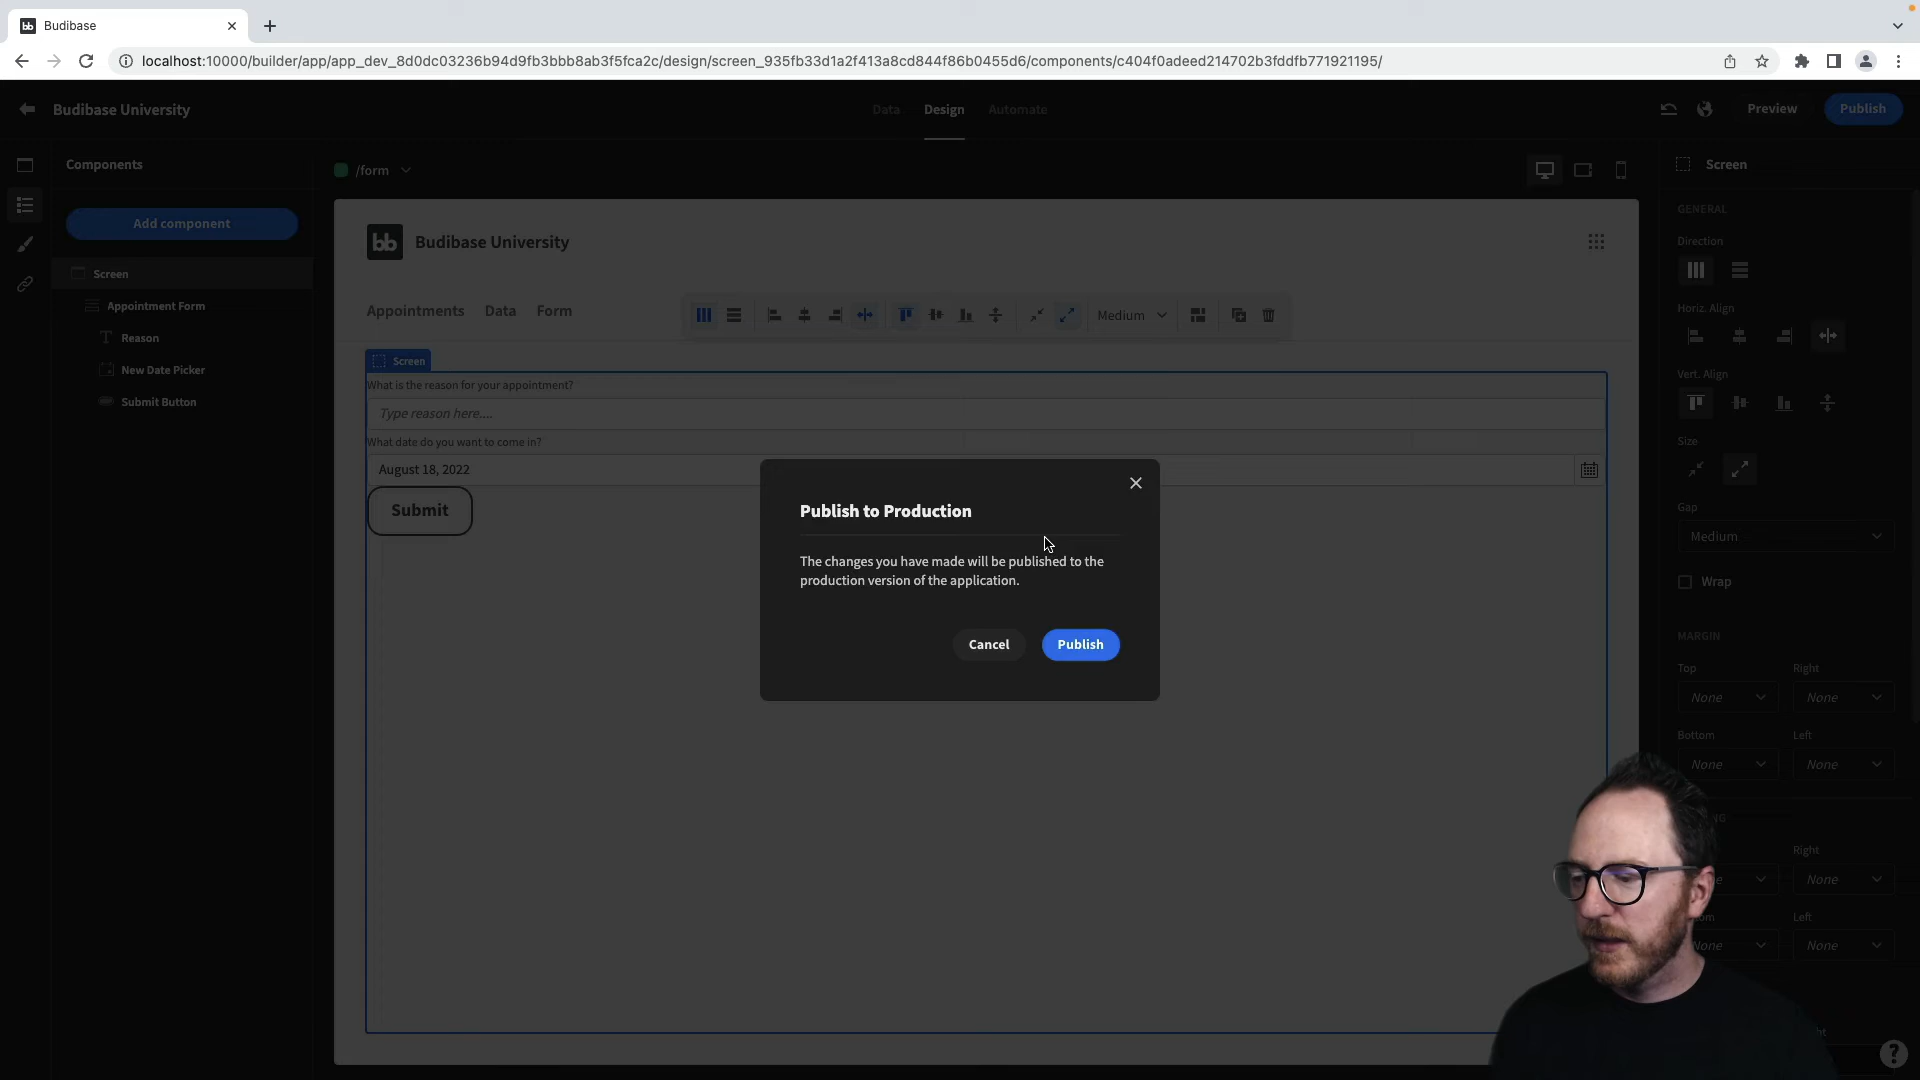 Budibase
localhost:10000/builder/app/app_dev_8d0dc03236b94d9fb3bbb8ab3f5fca2c/design/screen_935fb33d1a2f413a8cd844f86b0455d6/components/c404f0adeed214702b3fddfb771921195/
Budibase University
Data
Design
Automate
Preview
Publish
Components
Add component
Screen
Appointment Form
Reason
New Date Picker
Submit Button
/form
bb Budibase University
Appointments
Data
Form
Medium
Screen
What is the reason for your appointment?
Type reason here....
What date do you want to come in?
August 18, 2022
Submit
Publish to Production
The changes you have made will be published to the
production version of the application.
Cancel
Publish
Screen
GENERAL
Direction
Horiz. Align
Vert. Align
Size
Gap
Medium
Wrap
MARGIN
Top
Right
None
None
Bottom
Left
None
None
Right
None
Left
None
None